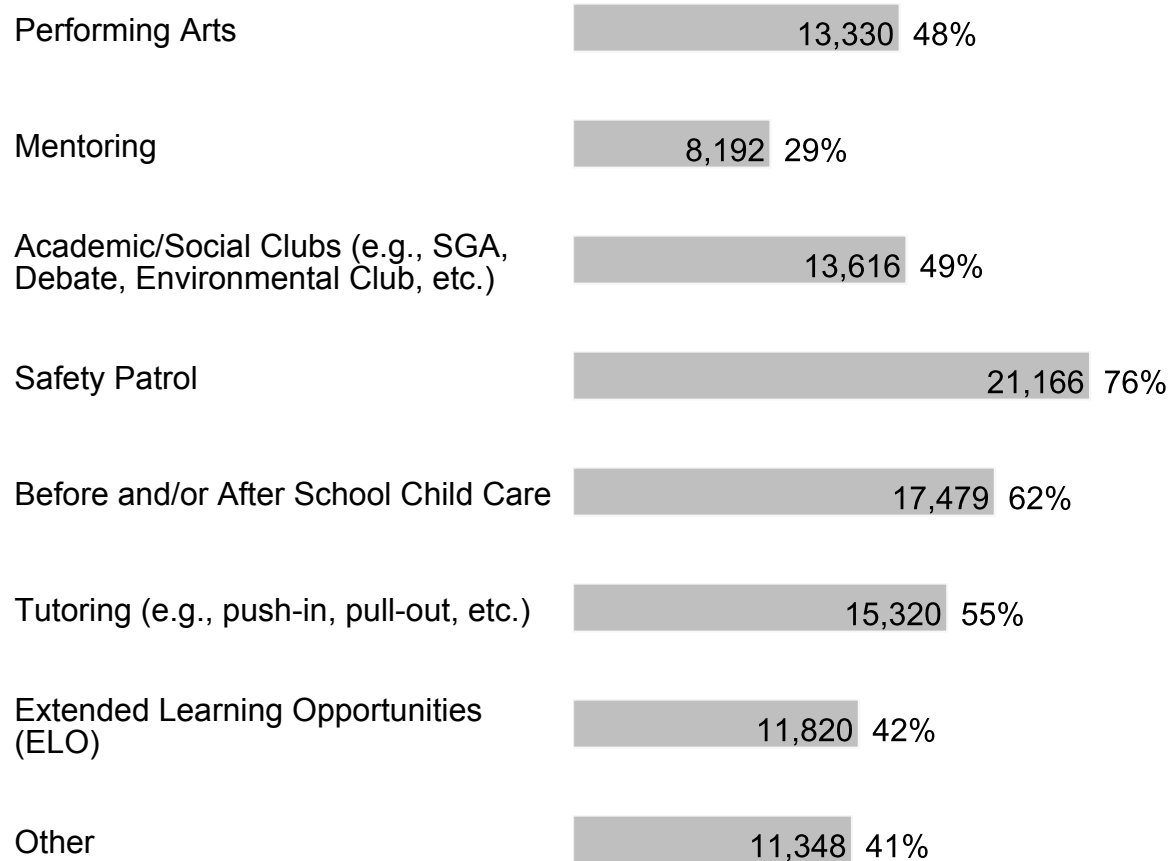 Performing Arts 13,330 48%
Mentoring 8,192 29%
Academic/Social Clubs (e.g., SGA,
Debate, Environmental Club, etc.) 13,616 49%
Safety Patrol 21,166 76%
Before and/or After School Child Care 17,479 62%
Tutoring (e.g., push-in, pull-out, etc.) 15,320 55%
Extended Learning Opportunities
(ELO) 11,820 42%
Other 11,348 41%